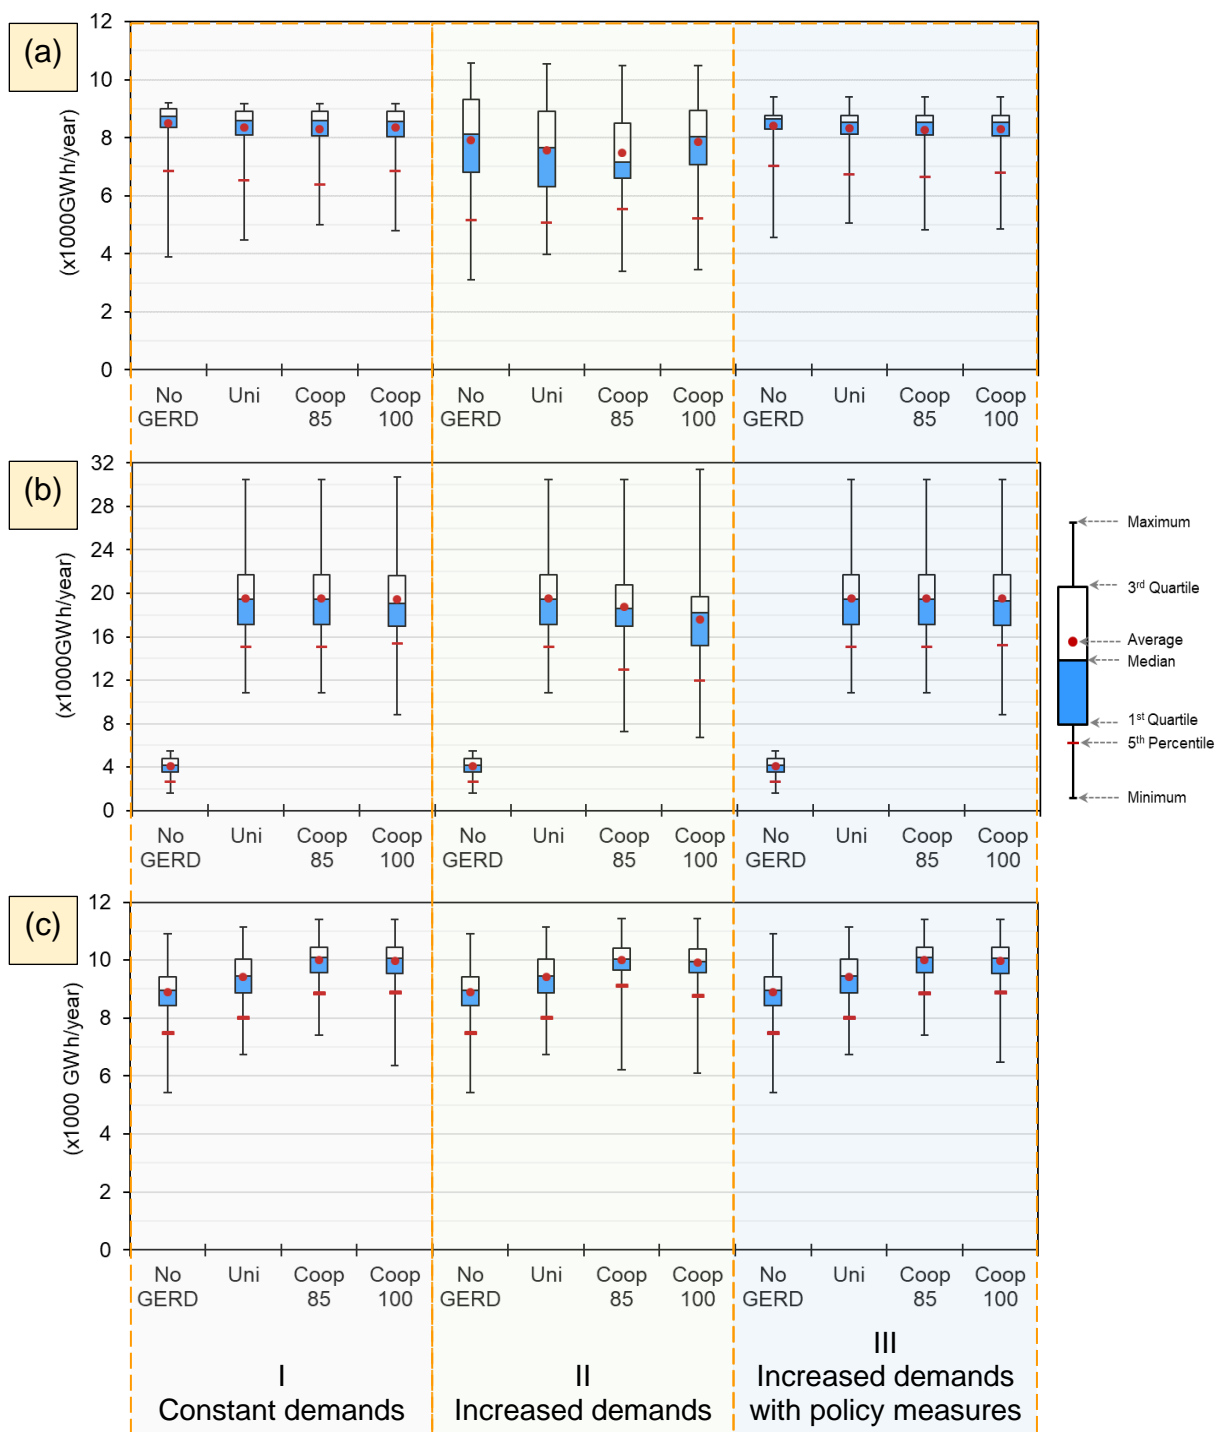 (a)
(x1000GWh/year)
12
10
8
6
4
2
0
No GERD
Uni
Coop 85
Coop 100
No GERD
Uni
Coop 85
Coop 100
No GERD
Uni
Coop 85
Coop 100
(b)
(x1000GWh/year)
32
28
24
20
16
12
8
4
0
No GERD
Uni
Coop 85
Coop 100
No GERD
Uni
Coop 85
Coop 100
No GERD
Uni
Coop 85
Coop 100
Maximum
3rd Quartile
Average
Median
1st Quartile
5th Percentile
Minimum
(c)
(x1000 GWh/year)
12
10
8
6
4
2
0
No GERD
Uni
Coop 85
Coop 100
No GERD
Uni
Coop 85
Coop 100
No GERD
Uni
Coop 85
Coop 100
I
Constant demands
II
Increased demands
III
Increased demands
with policy measures